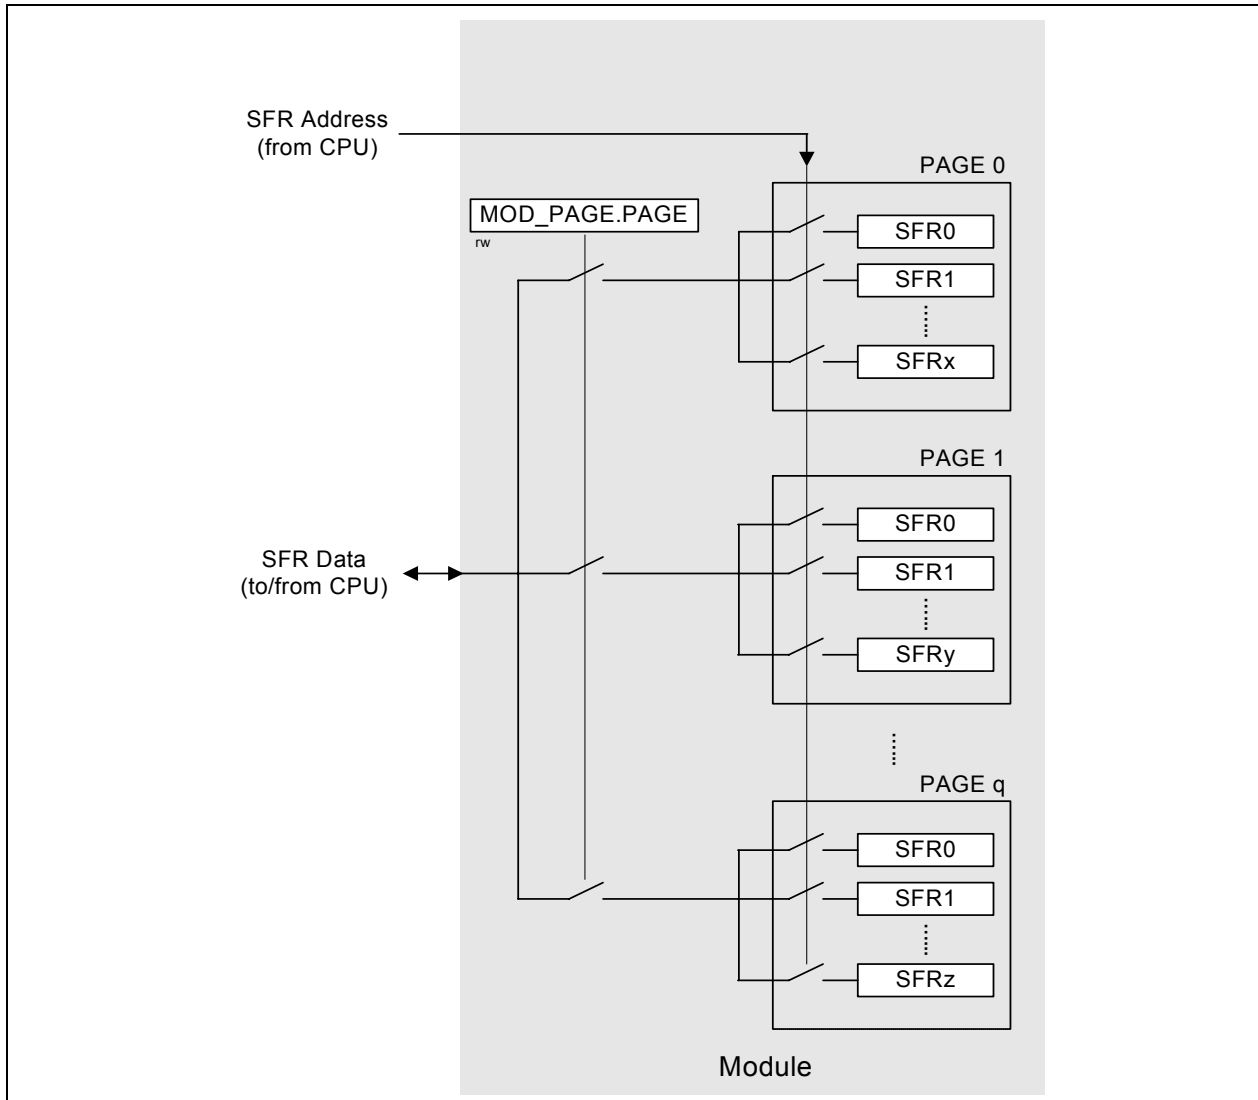 SFR Address
(from CPU)
PAGE 0
MOD_PAGE.PAGE
rw
SFR0
SFR1
SFRx
PAGE 1
SFR0
SFR1
SFRy
SFR Data
(to/from CPU)
PAGE q
SFR0
SFR1
SFRz
Module